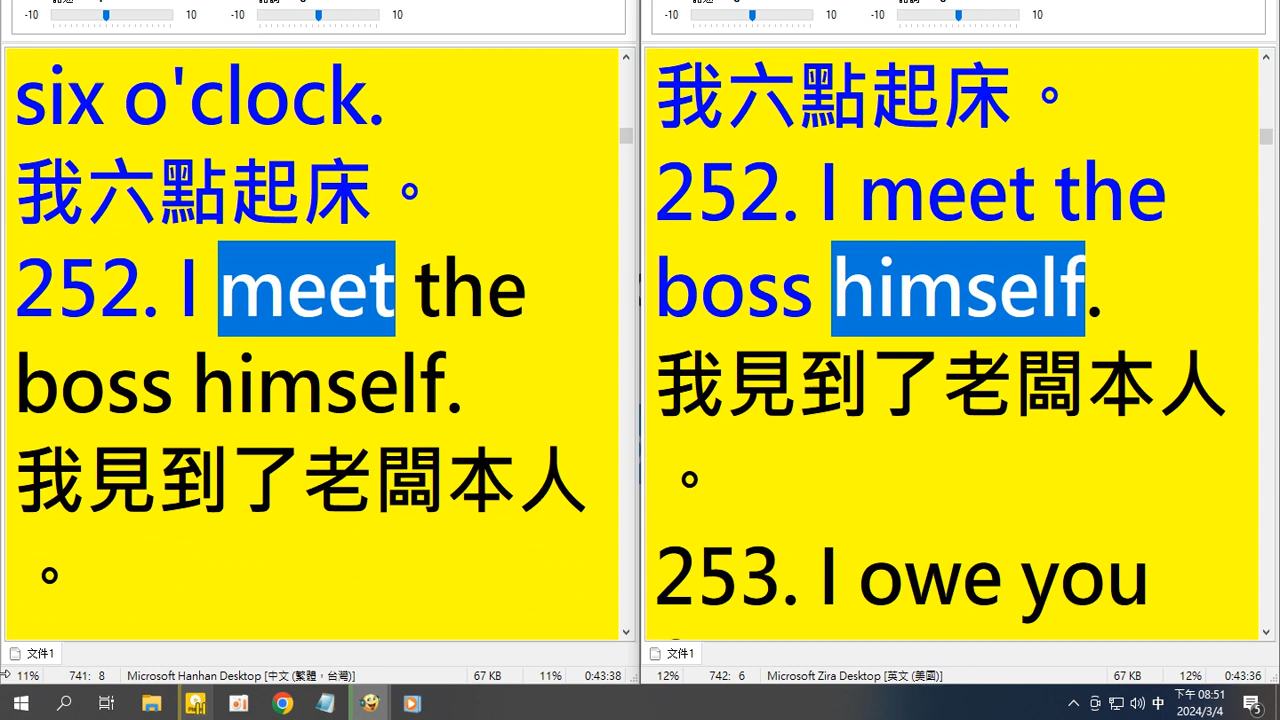 -10 10 -10 10
six o'clock.
我六點起床。
252. I meet the
boss himself.
我見到了老闆本人
。
文件1
11% 741: 8 Microsoft Hanhan Desktop [中文 (繁體，台灣)] 67 KB 11% 0:43:38
-10 10 -10 10
我六點起床。
252. I meet the
boss himself.
我見到了老闆本人
。
253. I owe you
文件1
12% 742: 6 Microsoft Zira Desktop [英文 (美國)] 67 KB 12% 0:43:36
中
下午 08:51
2024/3/4
5